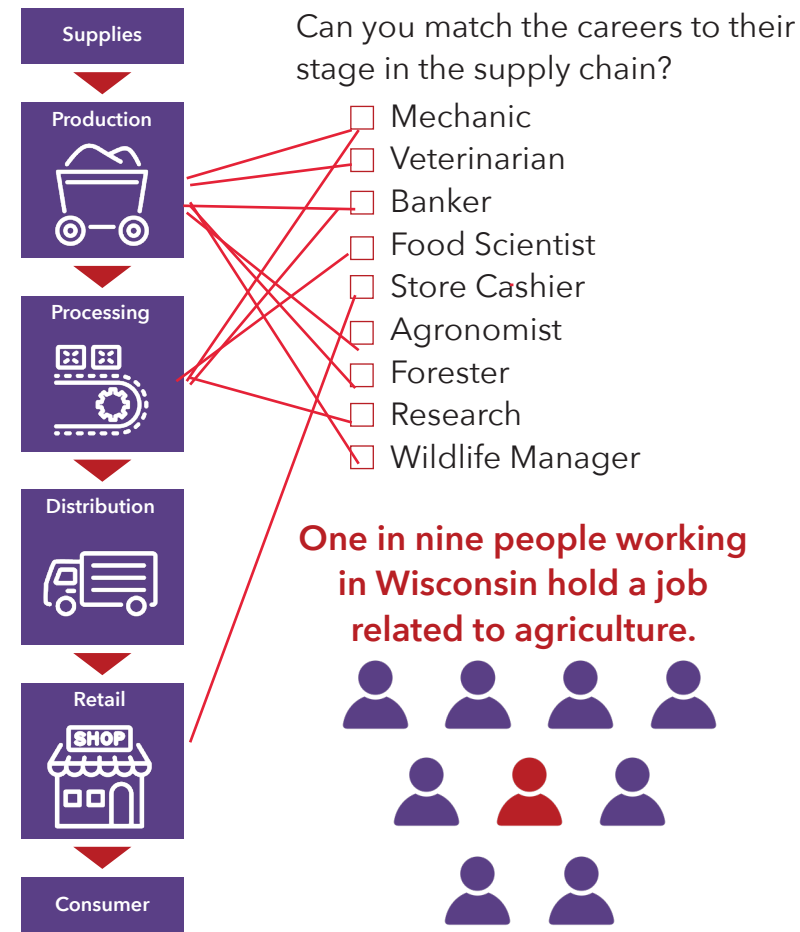 Supplies
Production
Processing
Distribution
Retail
SHOP
Consumer
Can you match the careers to their
stage in the supply chain?
Mechanic
Veterinarian
Banker
Food Scientist
Store Cashier
Agronomist
Forester
Research
Wildlife Manager
One in nine people working
in Wisconsin hold a job
related to agriculture.